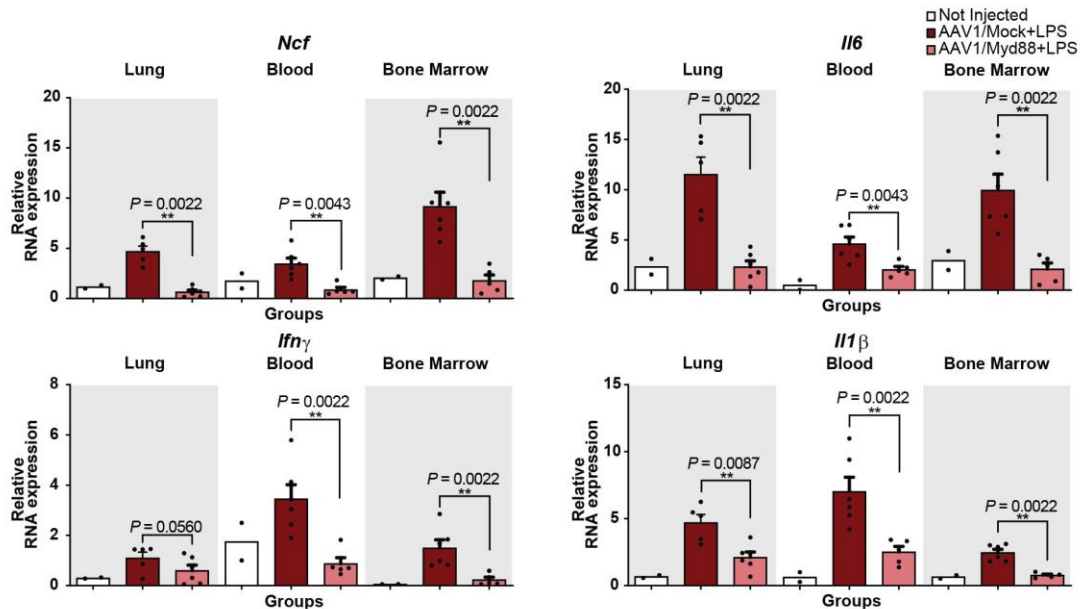 Not Injected
AAV1/Mock+LPS
AAV1/Myd88+LPS
Ncf
Lung Blood Bone Marrow
Relative
RNA expression
20
15
10
5
0
P = 0.0022
**
P = 0.0043
**
P = 0.0022
**
Groups
Il6
Lung Blood Bone Marrow
Relative
RNA expression
20
15
10
5
0
P = 0.0022
**
P = 0.0043
**
P = 0.0022
**
Groups
Ifnγ
Lung Blood Bone Marrow
Relative
RNA expression
8
6
4
2
0
P = 0.0560
P = 0.0022
**
P = 0.0022
**
Groups
Il1β
Lung Blood Bone Marrow
Relative
RNA expression
15
10
5
0
P = 0.0087
**
P = 0.0022
**
P = 0.0022
**
Groups